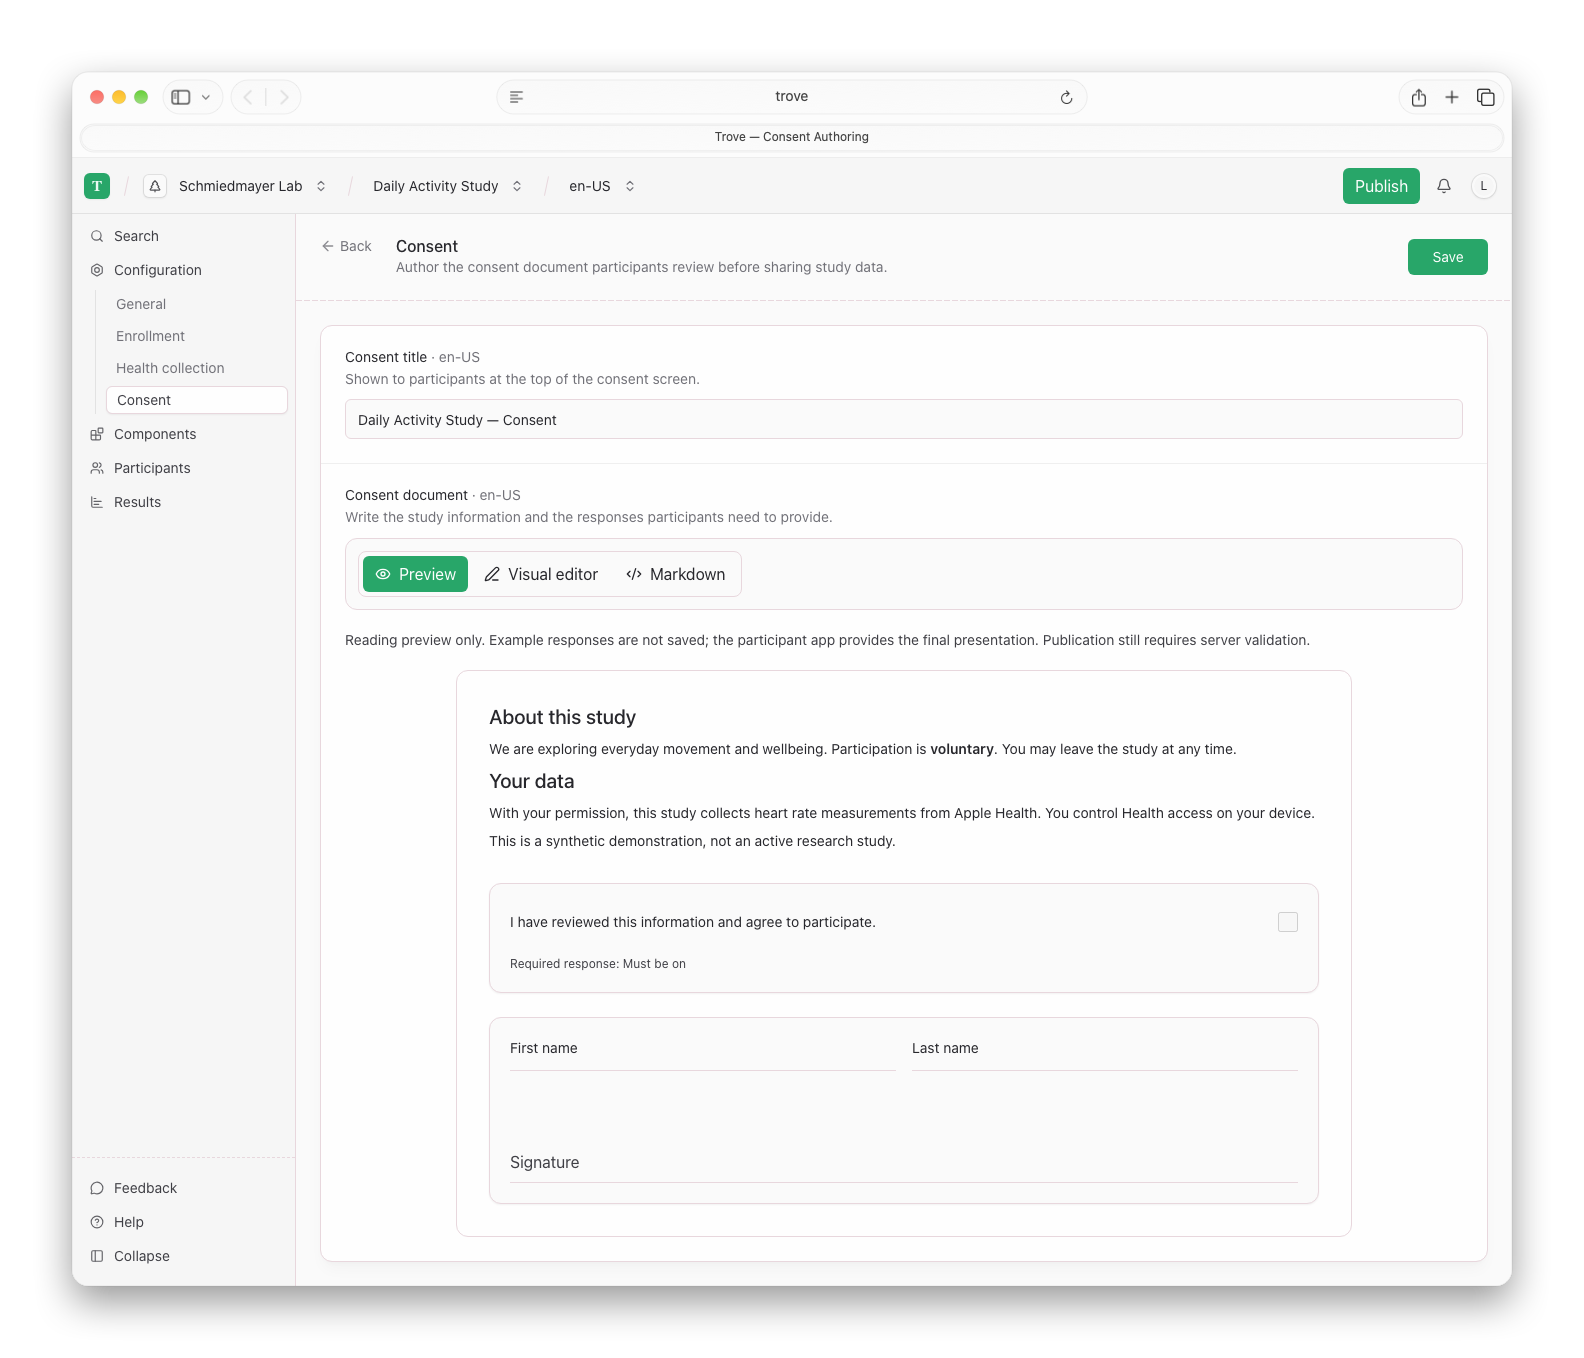 trove
Trove — Consent Authoring
T
Schmiedmayer Lab
Daily Activity Study
en-US
Publish
L
Search
Configuration
General
Enrollment
Health collection
Consent
Components
Participants
Results
Feedback
Help
Collapse
Back
Consent
Author the consent document participants review before sharing study data.
Save
Consent title · en-US
Shown to participants at the top of the consent screen.
Daily Activity Study — Consent
Consent document · en-US
Write the study information and the responses participants need to provide.
Preview
Visual editor
Markdown
Reading preview only. Example responses are not saved; the participant app provides the final presentation. Publication still requires server validation.
About this study
We are exploring everyday movement and wellbeing. Participation is voluntary. You may leave the study at any time.
Your data
With your permission, this study collects heart rate measurements from Apple Health. You control Health access on your device.
This is a synthetic demonstration, not an active research study.
I have reviewed this information and agree to participate.
Required response: Must be on
First name
Last name
Signature